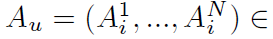 A_u = (A_i^1, ..., A_i^N) ∈